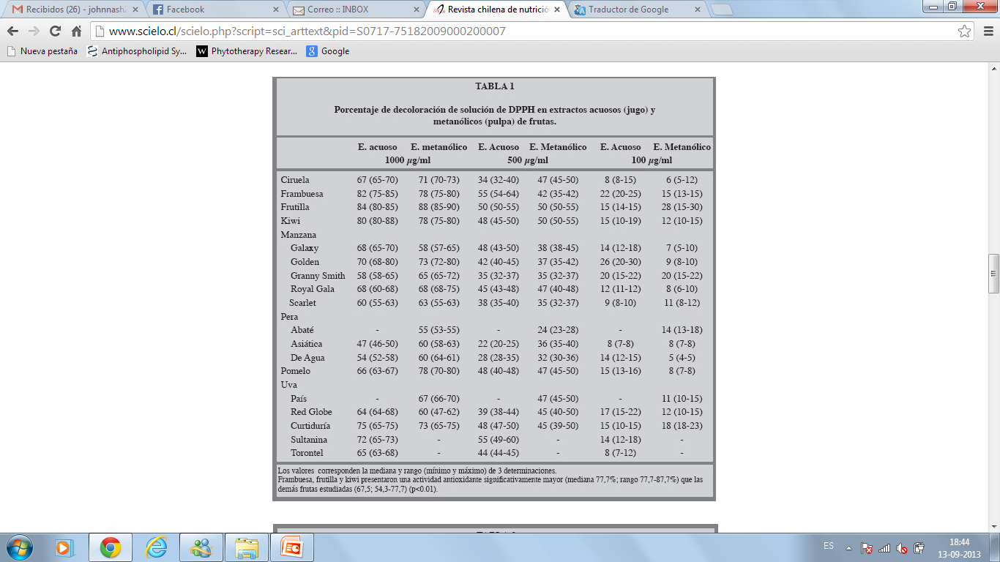 Recibidos (26) - johnnash2
Facebook
Correo :: INBOX
Revista chilena de nutrició
Traductor de Google
www.scielo.cl/scielo.php?script=sci_arttext&pid=S0717-75182009000200007
Nueva pestaña
Antiphospholipid Sy...
W Phytotherapy Resear...
8 Google
TABLA 1
Porcentaje de decoloración de solución de DPPH en extractos acuosos (jugo) y
metanólicos (pulpa) de frutas.
E. acuoso E. metanólico E. Acuoso E. Metanólico E. Acuoso E. Metanólico
1000 µg/ml 500 µg/ml 100 µg/ml
Ciruela 67 (65-70) 71 (70-73) 34 (32-40) 47 (45-50) 8 (8-15) 6 (5-12)
Frambuesa 82 (75-85) 78 (75-80) 55 (54-64) 42 (35-42) 22 (20-25) 15 (13-15)
Frutilla 84 (80-85) 88 (85-90) 50 (50-55) 50 (50-55) 15 (14-15) 28 (15-30)
Kiwi 80 (80-88) 78 (75-80) 48 (45-50) 50 (50-55) 15 (10-19) 12 (10-15)
Manzana
Galaxy 68 (65-70) 58 (57-65) 48 (43-50) 38 (38-45) 14 (12-18) 7 (5-10)
Golden 70 (68-80) 73 (72-80) 42 (40-45) 37 (35-42) 26 (20-30) 9 (8-10)
Granny Smith 58 (58-65) 65 (65-72) 35 (32-37) 35 (32-37) 20 (15-22) 20 (15-22)
Royal Gala 68 (60-68) 68 (68-75) 45 (43-48) 47 (40-48) 12 (11-12) 8 (6-10)
Scarlet 60 (55-63) 63 (55-63) 38 (35-40) 35 (32-37) 9 (8-10) 11 (8-12)
Pera
Abaté - 55 (53-55) - 24 (23-28) - 14 (13-18)
Asiática 47 (46-50) 60 (58-63) 22 (20-25) 36 (35-40) 8 (7-8) 8 (7-8)
De Agua 54 (52-58) 60 (64-61) 28 (28-35) 32 (30-36) 14 (12-15) 5 (4-5)
Pomelo 66 (63-67) 78 (70-80) 48 (40-48) 47 (45-50) 15 (13-16) 8 (7-8)
Uva
País - 67 (66-70) - 47 (45-50) - 11 (10-15)
Red Globe 64 (64-68) 60 (47-62) 39 (38-44) 45 (40-50) 17 (15-22) 12 (10-15)
Curtiduría 75 (65-75) 73 (65-75) 48 (47-50) 45 (39-50) 15 (10-15) 18 (18-23)
Sultanina 72 (65-73) - 55 (49-60) - 14 (12-18) -
Torontel 65 (63-68) - 44 (44-45) - 8 (7-12) -
Los valores corresponden la mediana y rango (mínimo y máximo) de 3 determinaciones.
Frambuesa, frutilla y kiwi presentaron una actividad antioxidante significativamente mayor (mediana 77,7%; rango 77,7-87,7%) que las
demás frutas estudiadas (67,5; 54,3-77,7) (p<0.01).
ES
18:44
13-09-2013